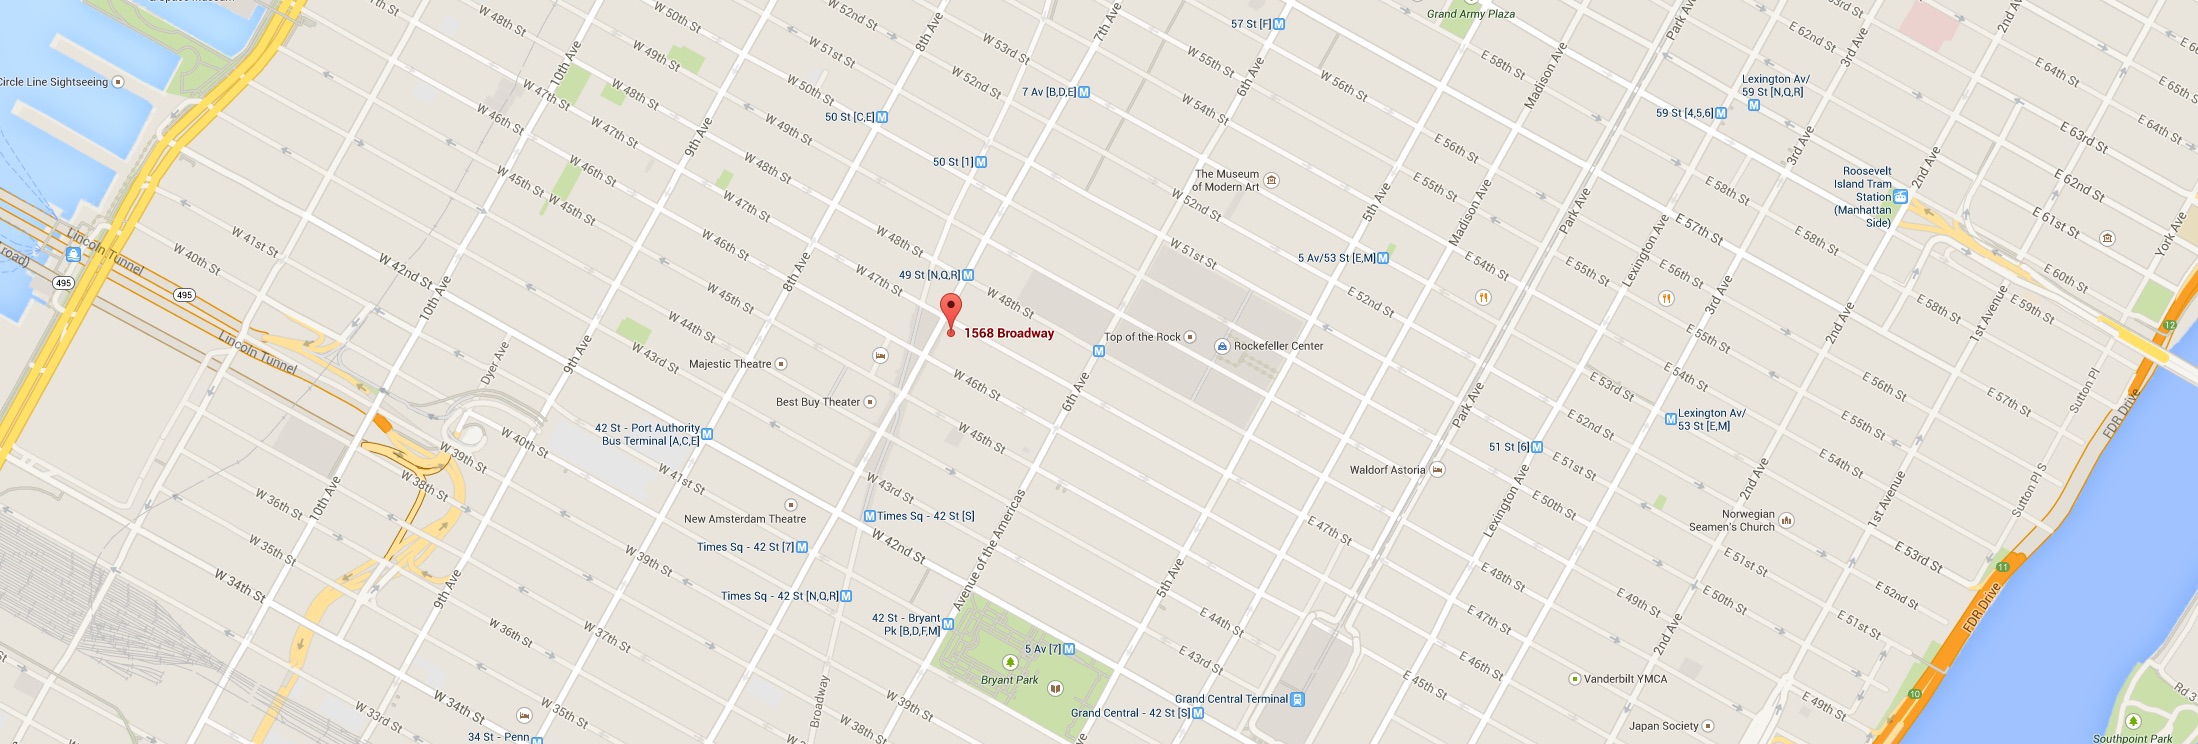 & Space Museum
Circle Line Sightseeing
W 48th St
W 50th St
W 49th St
10th Ave
W 52nd St
W 51st St
8th Ave
W 53rd St
W 52nd St
7th Ave
57 St [F]
Grand Army Plaza
Park Ave
2nd Ave
E 62nd St
3rd Ave
E 64th St
E 65th St
W 55th St
6th Ave
W 56th St
E 58th St
Madison Ave
Lexington Av/
59 St [N,Q,R]
59 St [4,5,6]
E 63rd St
E 64th St
7 Av [B,D,E]
W 54th St
50 St [C,E]
W 50th St
W 49th St
W 47th St
W 46th St
W 47th St
9th Ave
W 48th St
50 St [1]
The Museum
of Modern Art
E 56th St
E 55th St
3rd Ave
2nd Ave
E 62nd St
Roosevelt
Island Tram
Station
(Manhattan
Side)
E 58th St
W 45th St
W 46th St
W 45th St
W 47th St
W 52nd St
5th Ave
Madison Ave
Park Ave
E 57th St
E 61st St
York Ave
Lincoln Tunnel
road)
495
495
W 41st St
W 40th St
W 42nd St
10th Ave
W 46th St
W 48th St
W 51st St
5 Av/53 St [E,M]
E 54th St
E 55th St
Lexington Ave
E 56th St
E 58th St
E 60th St
E 59th St
8th Ave
49 St [N,Q,R]
W 47th St
W 48th St
E 52nd St
3rd Ave
E 58th St
1st Avenue
12
W 45th St
W 44th St
W 43rd St
1568 Broadway
Top of the Rock
Rockefeller Center
2nd Ave
E 55th St
Lincoln Tunnel
Dyer Ave
9th Ave
Majestic Theatre
W 46th St
Best Buy Theater
6th Ave
Park Ave
E 53rd St
E 54th St
E 56th St
E 57th St
Sutton Pl
FDR Drive
42 St - Port Authority
Bus Terminal [A,C,E]
W 45th St
E 52nd St
Lexington Av/
53 St [E,M]
51 St [6]
W 40th St
W 39th St
W 38th St
W 41st St
W 43rd St
Waldorf Astoria
E 51st St
E 54th St
2nd Ave
1st Avenue
Sutton Pl S
10th Ave
W 36th St
New Amsterdam Theatre
Times Sq - 42 St [S]
Avenue of the Americas
E 47th St
Lexington Ave
E 50th St
Norwegian
Seamen's Church
Times Sq - 42 St [7]
W 42nd St
W 35th St
W 39th St
5th Ave
E 48th St
E 51st St
E 53rd St
11
W 34th St
9th Ave
Times Sq - 42 St [N,Q,R]
E 49th St
E 50th St
E 52nd St
FDR Drive
42 St - Bryant
Pk [B,D,F,M]
E 44th St
E 47th St
E 51st St
W 36th St
W 37th St
5 Av [7]
E 43rd St
2nd Ave
E 46th St
Bryant Park
Vanderbilt YMCA
E 45th St
10
Rd 3
W 34th St
W 35th St
Broadway
W 39th St
Grand Central Terminal
Grand Central - 42 St [S]
E 49th St
W 33rd St
W 38th St
Japan Society
34 St - Penn
Southpoint Park